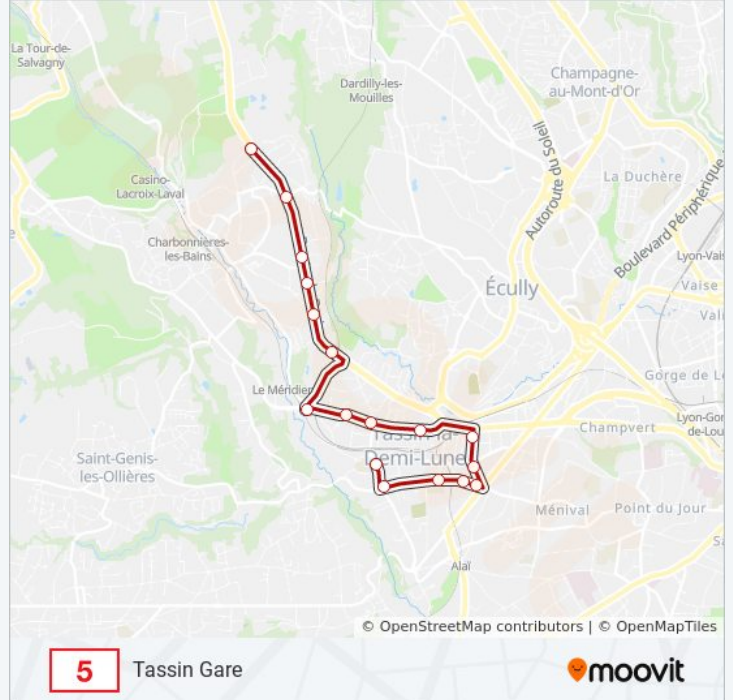 La Tour-de-
Salvagny
Dardilly-les-
Mouilles
Champagne-
au-Mont-d'Or
Autoroute du Soleil
La Duchère
Boulevard Périphérique
Casino-
Lacroix-Laval
Charbonnières-
les-Bains
Lyon-Vais
Vaise
Écully
Le Méridien
Gorge de L
Champvert
Lyon-Gor
de-Lou
Tassin-la-
Demi-Lune
Saint-Genis-
les-Ollières
Ménival
Point du Jour
Alaï
© OpenStreetMap contributors | © OpenMapTiles
5 Tassin Gare
moovit